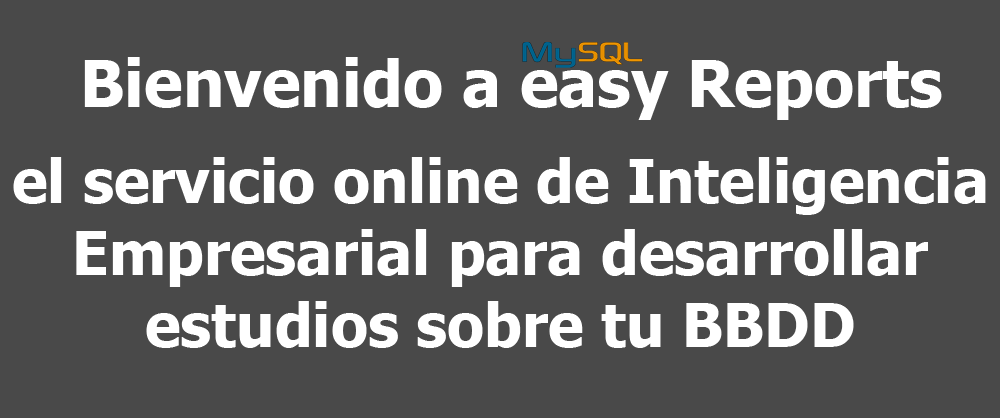 MySQL
Bienvenido a easy Reports
el servicio online de Inteligencia
Empresarial para desarrollar
estudios sobre tu BBDD